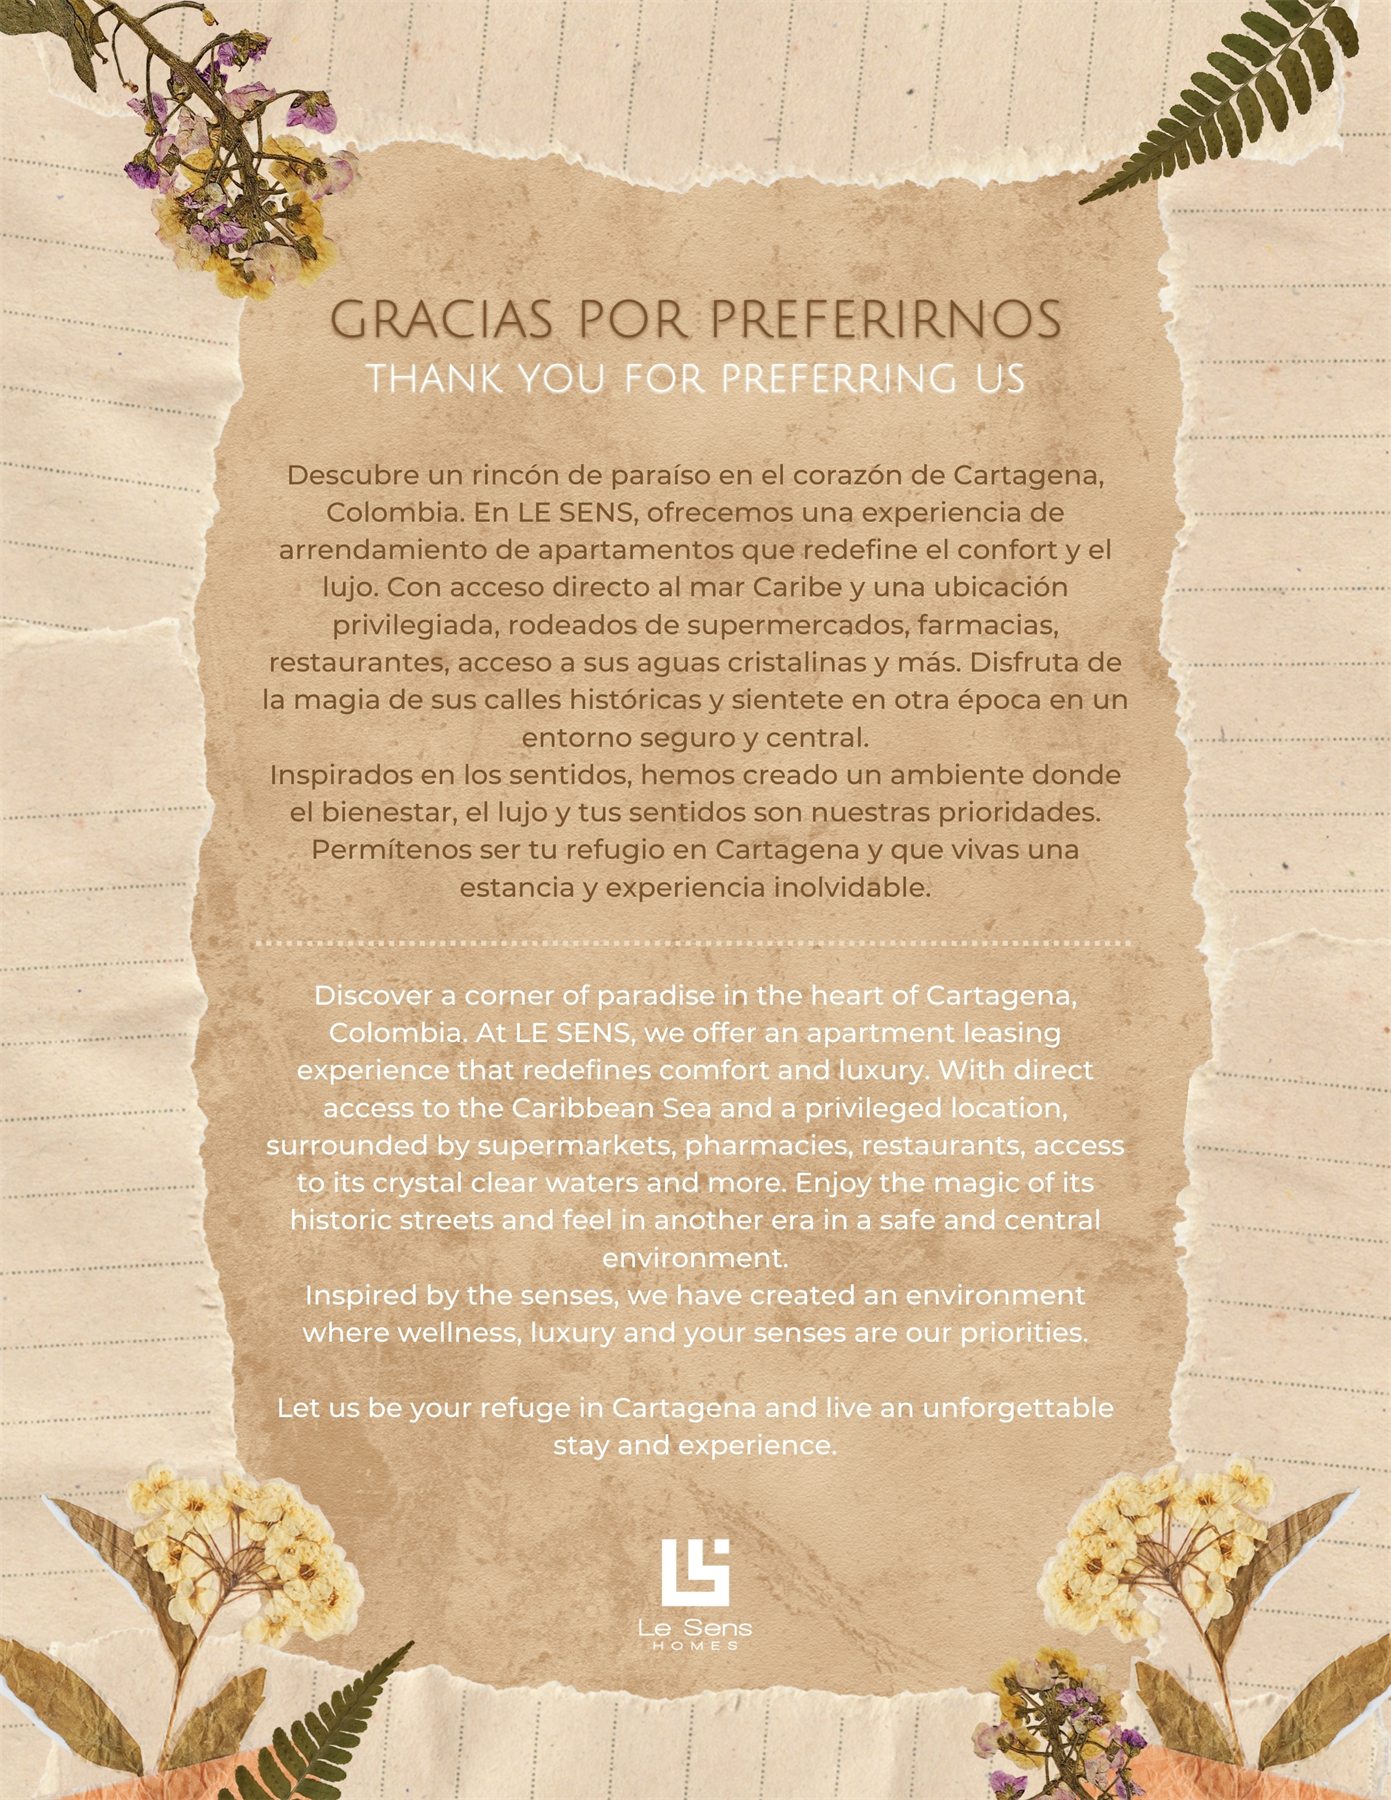 GRACIAS POR PREFERIRNOS
THANK YOU FOR PREFERRING US
Descubre un rincón de paraíso en el corazón de Cartagena,
Colombia. En LE SENS, ofrecemos una experiencia de
arrendamiento de apartamentos que redefine el confort y el
lujo. Con acceso directo al mar Caribe y una ubicación
privilegiada, rodeados de supermercados, farmacias,
restaurantes, acceso a sus aguas cristalinas y más. Disfruta de
la magia de sus calles históricas y sientete en otra época en un
entorno seguro y central.
Inspirados en los sentidos, hemos creado un ambiente donde
el bienestar, el lujo y tus sentidos son nuestras prioridades.
Permítenos ser tu refugio en Cartagena y que vivas una
estancia y experiencia inolvidable.
Discover a corner of paradise in the heart of Cartagena,
Colombia. At LE SENS, we offer an apartment leasing
experience that redefines comfort and luxury. With direct
access to the Caribbean Sea and a privileged location,
surrounded by supermarkets, pharmacies, restaurants, access
to its crystal clear waters and more. Enjoy the magic of its
historic streets and feel in another era in a safe and central
environment.
Inspired by the senses, we have created an environment
where wellness, luxury and your senses are our priorities.
Let us be your refuge in Cartagena and live an unforgettable
stay and experience.
LS
Le Sens
HOMES